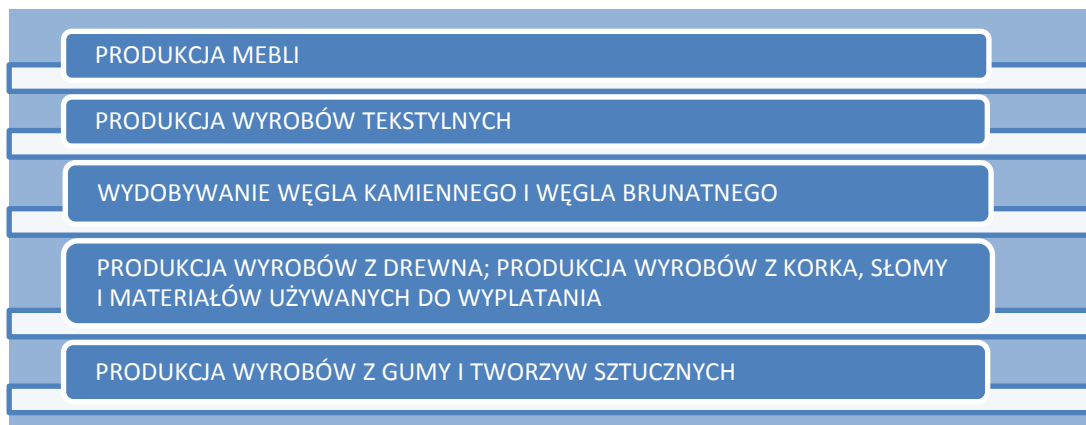 PRODUKCJA MEBLI
PRODUKCJA WYROBÓW TEKSTYLNYCH
WYDOBYWANIE WĘGLA KAMIENNEGO I WĘGLA BRUNATNEGO
PRODUKCJA WYROBÓW Z DREWNA; PRODUKCJA WYROBÓW Z KORKA, SŁOMY
I MATERIAŁÓW UŻYWANYCH DO WYPLATANIA
PRODUKCJA WYROBÓW Z GUMY I TWORZYW SZTUCZNYCH